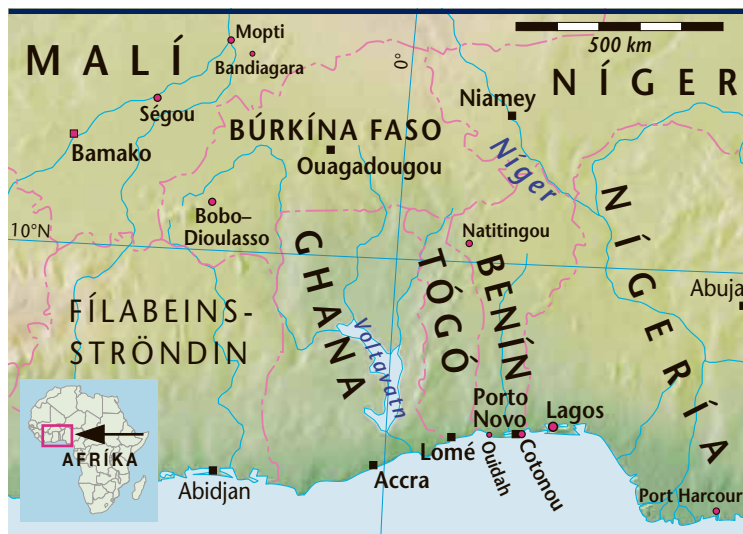 MALÍ
Mopti
Bandiagara
0°
500 km
NÍGER
Ségou
Niamey
Bamako
BÚRKÍNA FASO
Ouagadougou
Níger
Bobo–
Dioulasso
10°N
GHANA
Natitingou
TÓGÓ
BENÍN
NÍGERÍA
Abuja
FÍLABEINS-
STRÖNDIN
Voltavatn
Porto
Novo
Lagos
Lomé
Ouidah
Cotonou
AFRÍKA
Abidjan
Accra
Port Harcour